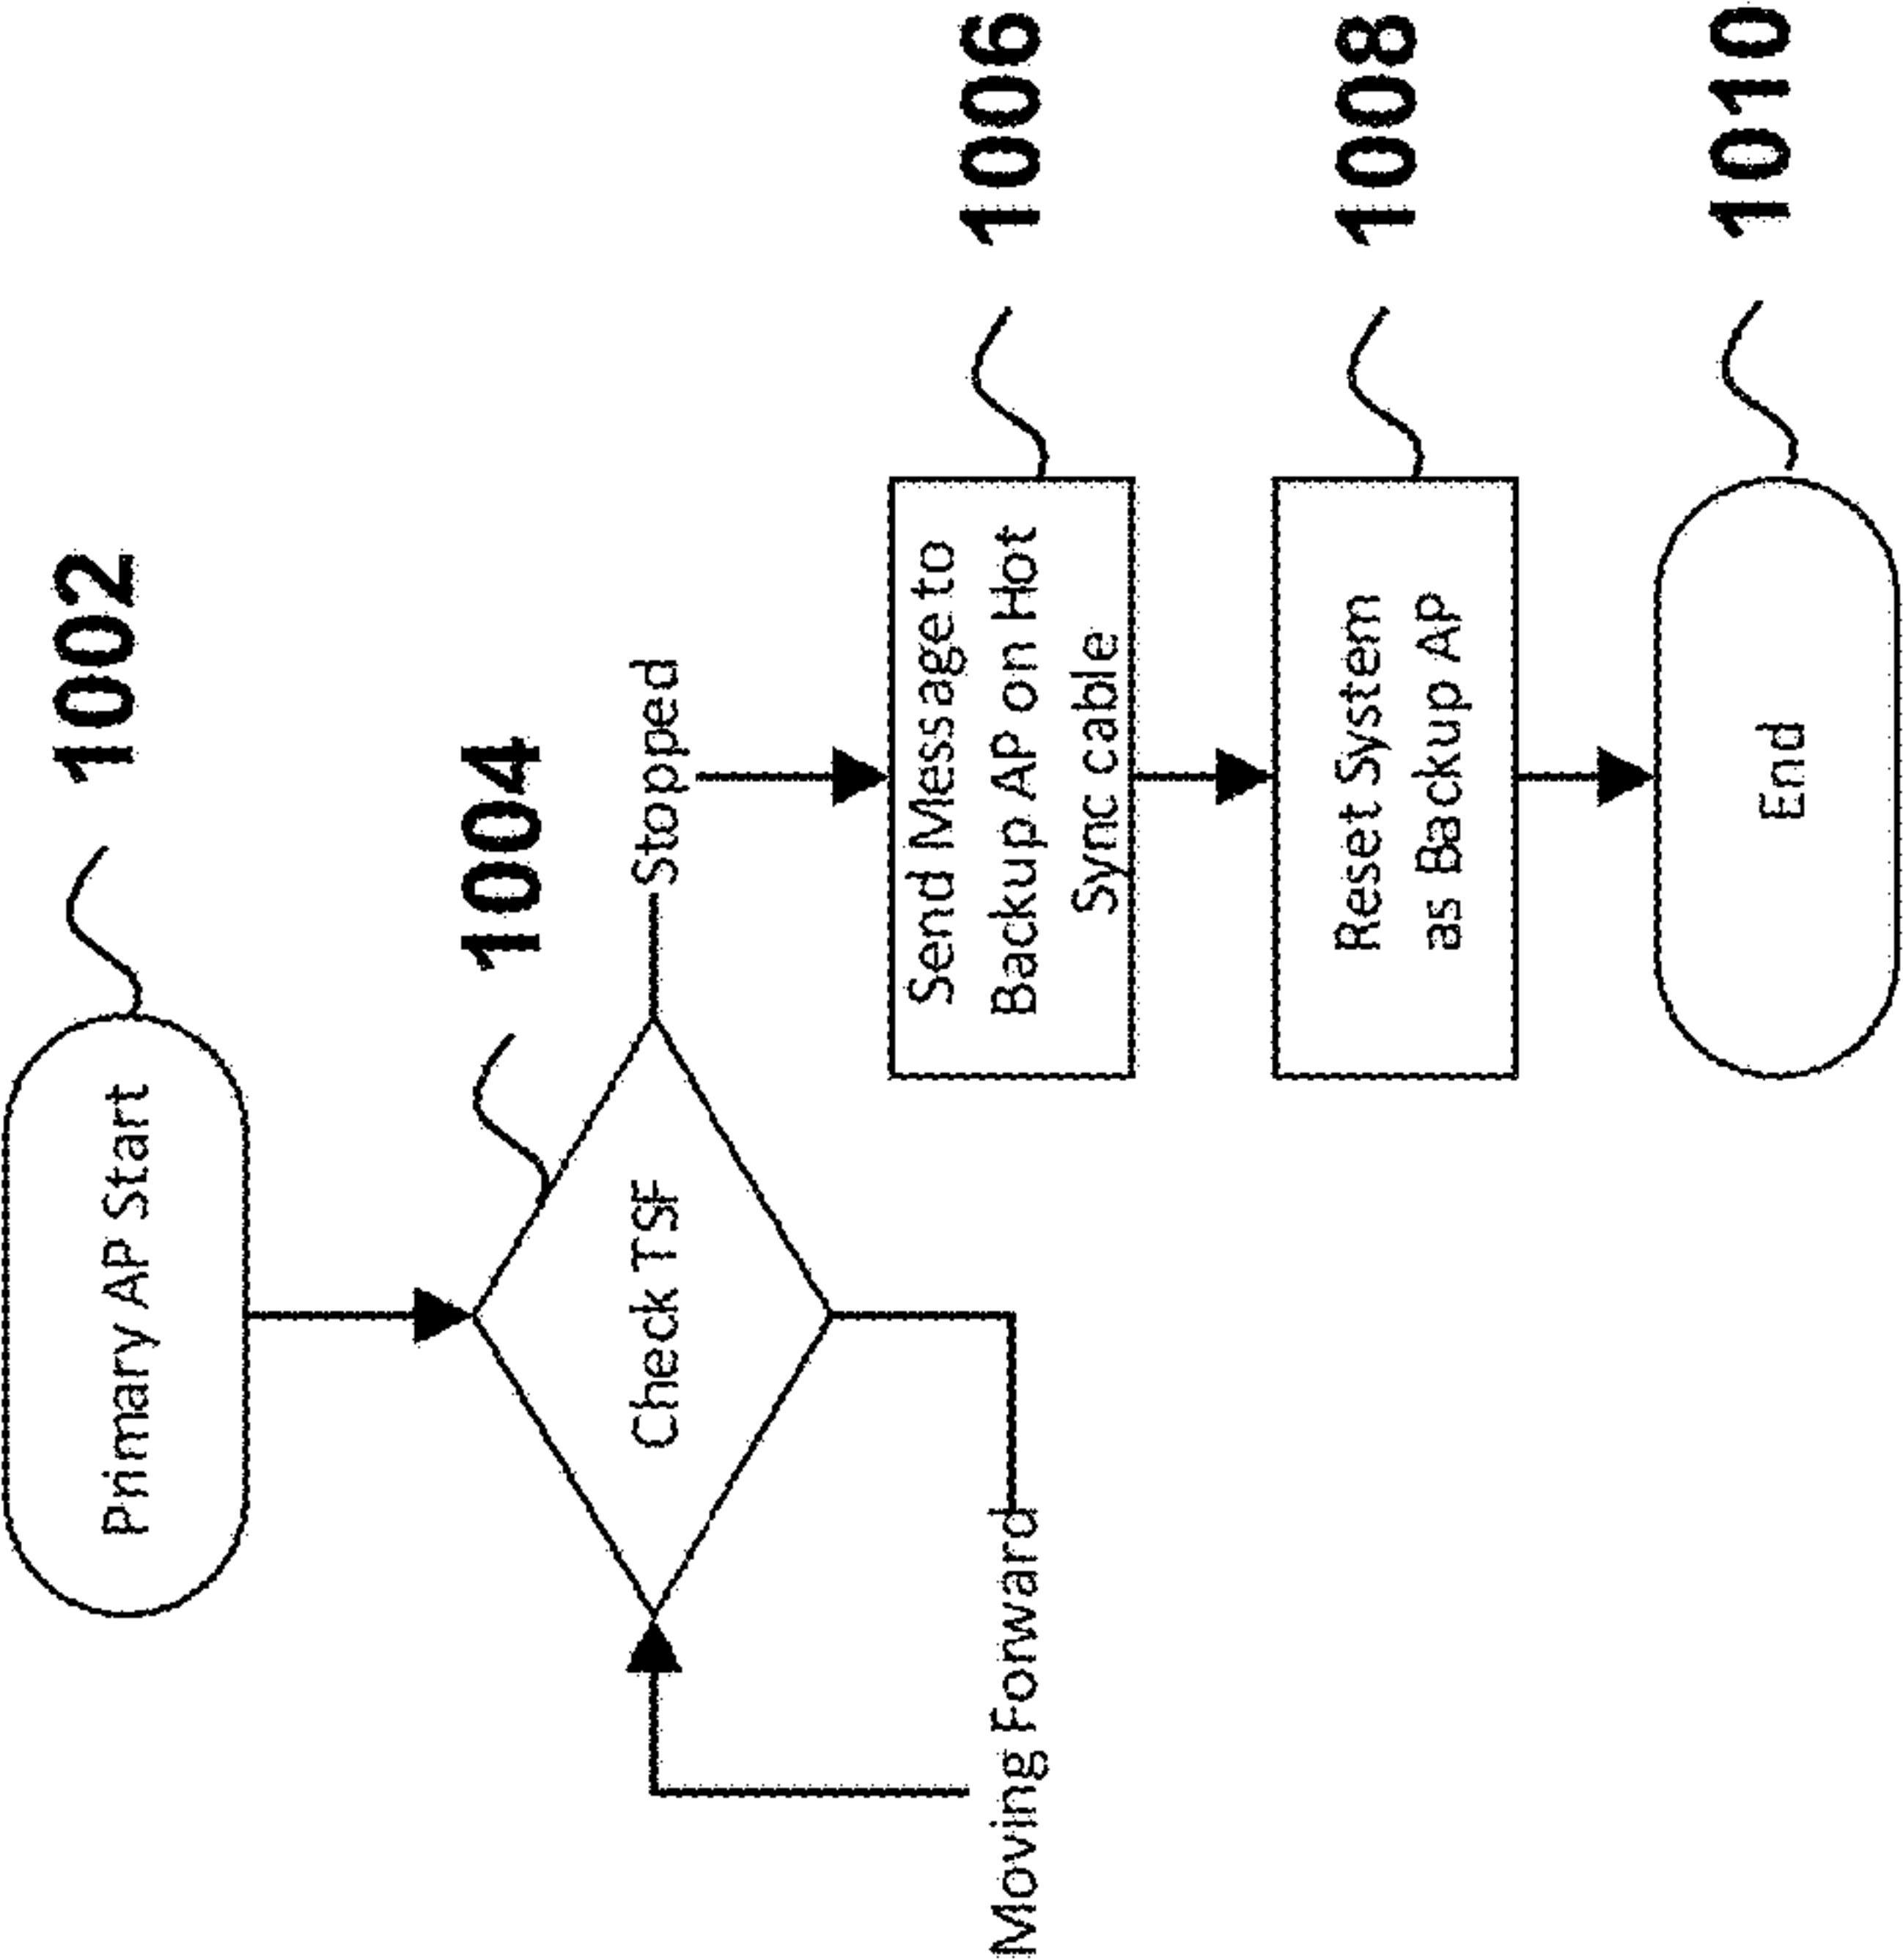 Primary AP Start
1002
Check TSF
1004
Stopped
Moving Forward
Send Message to
Backup AP on Hot
Sync cable
1006
Reset System
as Backup Ap
1008
End
1010